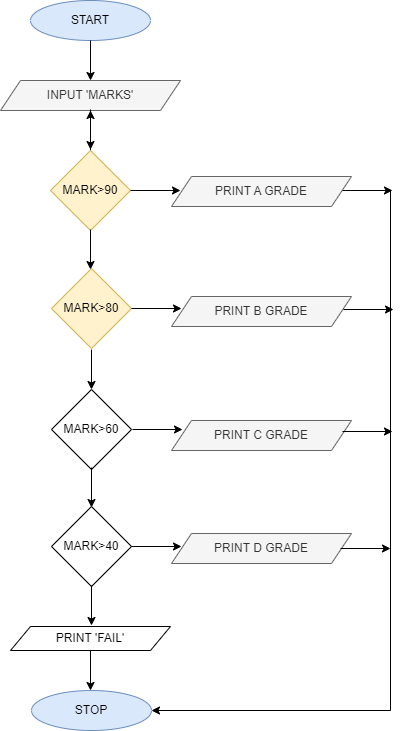 START
INPUT 'MARKS'
MARK>90
PRINT A GRADE
MARK>80
PRINT B GRADE
MARK>60
PRINT C GRADE
MARK>40
PRINT D GRADE
PRINT 'FAIL'
STOP